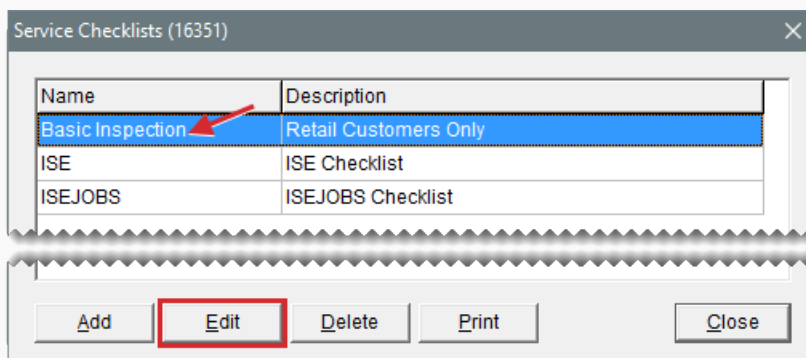 Service Checklists (16351)
Name Description
Basic Inspection Retail Customers Only
ISE ISE Checklist
ISEJOBS ISEJOBS Checklist
Add Edit Delete Print Close